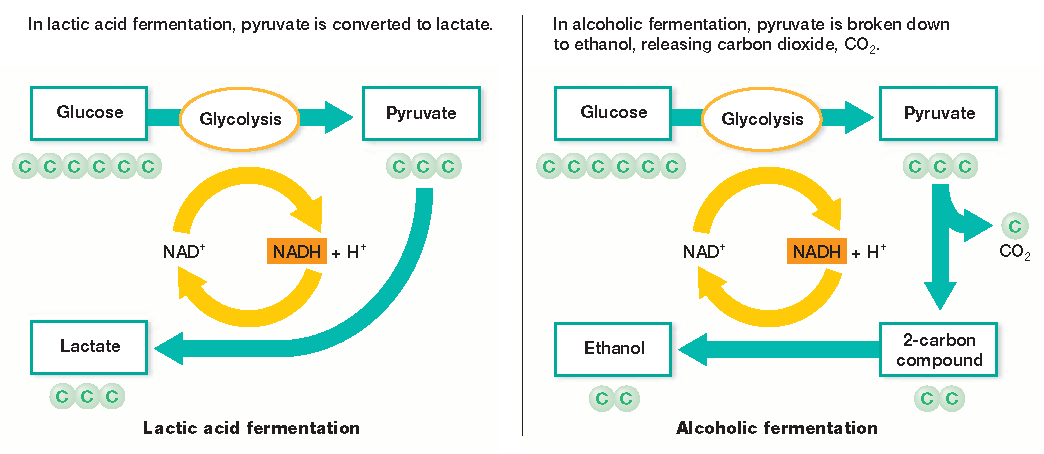 In lactic acid fermentation, pyruvate is converted to lactate.
Glucose
Glycolysis
Pyruvate
C C C C C C
C C C
NAD⁺
NADH + H⁺
Lactate
C C C
Lactic acid fermentation
In alcoholic fermentation, pyruvate is broken down
to ethanol, releasing carbon dioxide, CO₂.
Glucose
Glycolysis
Pyruvate
C C C C C C
C C C
C
CO₂
NAD⁺
NADH + H⁺
Ethanol
2-carbon
compound
C C
C C
Alcoholic fermentation